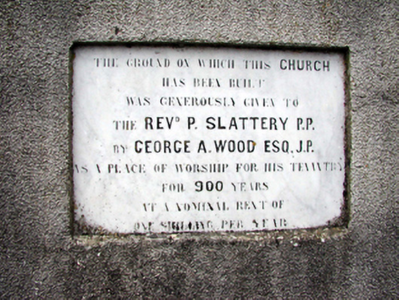 THE GROUND ON WHICH THIS CHURCH
HAS BEEN BUILT
WAS GENEROUSLY GIVEN TO
THE REVD P. SLATTERY P.P.
BY GEORGE A. WOOD ESQ. J.P.
AS A PLACE OF WORSHIP FOR HIS TENANTRY
FOR 900 YEARS
AT A NOMINAL RENT OF
ONE SHILLING PER YEAR